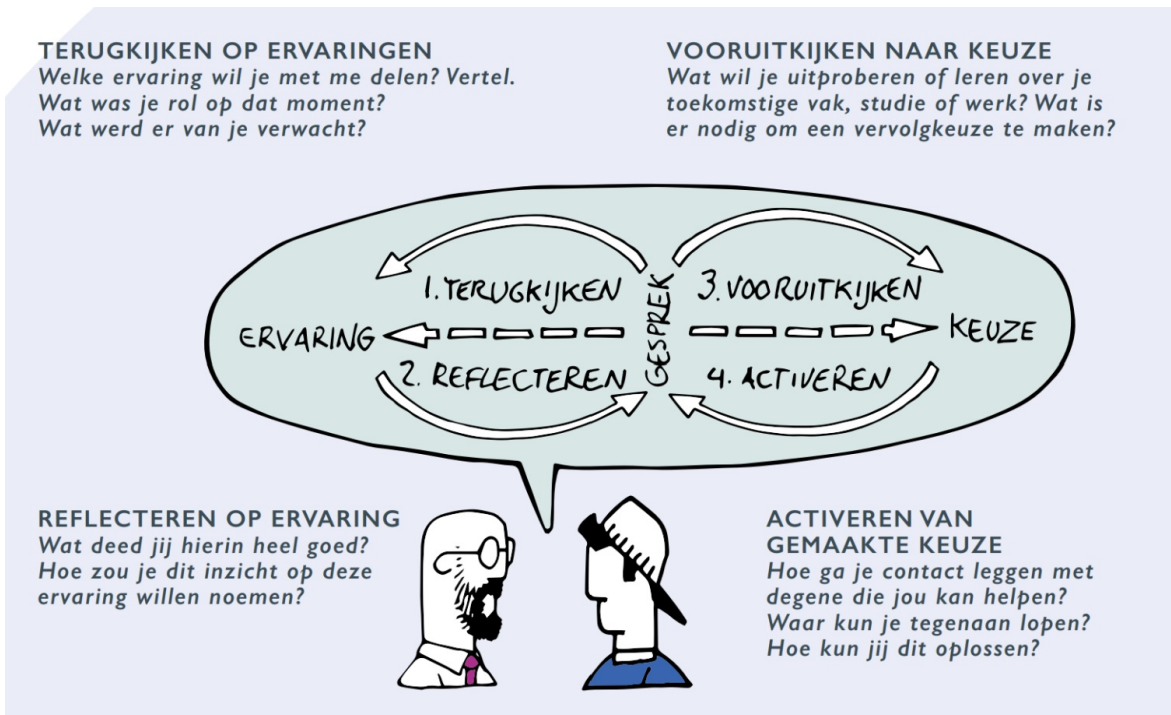 TERUGKIJKEN OP ERVARINGEN
Welke ervaring wil je met me delen? Vertel.
Wat was je rol op dat moment?
Wat werd er van je verwacht?
VOORUITKIJKEN NAAR KEUZE
Wat wil je uitproberen of leren over je
toekomstige vak, studie of werk? Wat is
er nodig om een vervolgkeuze te maken?
1. TERUGKIJKEN
ERVARING
2. REFLECTEREN
GESPREK
3. VOORUITKIJKEN
KEUZE
4. ACTIVEREN
REFLECTEREN OP ERVARING
Wat deed jij hierin heel goed?
Hoe zou je dit inzicht op deze
ervaring willen noemen?
ACTIVEREN VAN
GEMAAKTE KEUZE
Hoe ga je contact leggen met
degene die jou kan helpen?
Waar kun je tegenaan lopen?
Hoe kun jij dit oplossen?